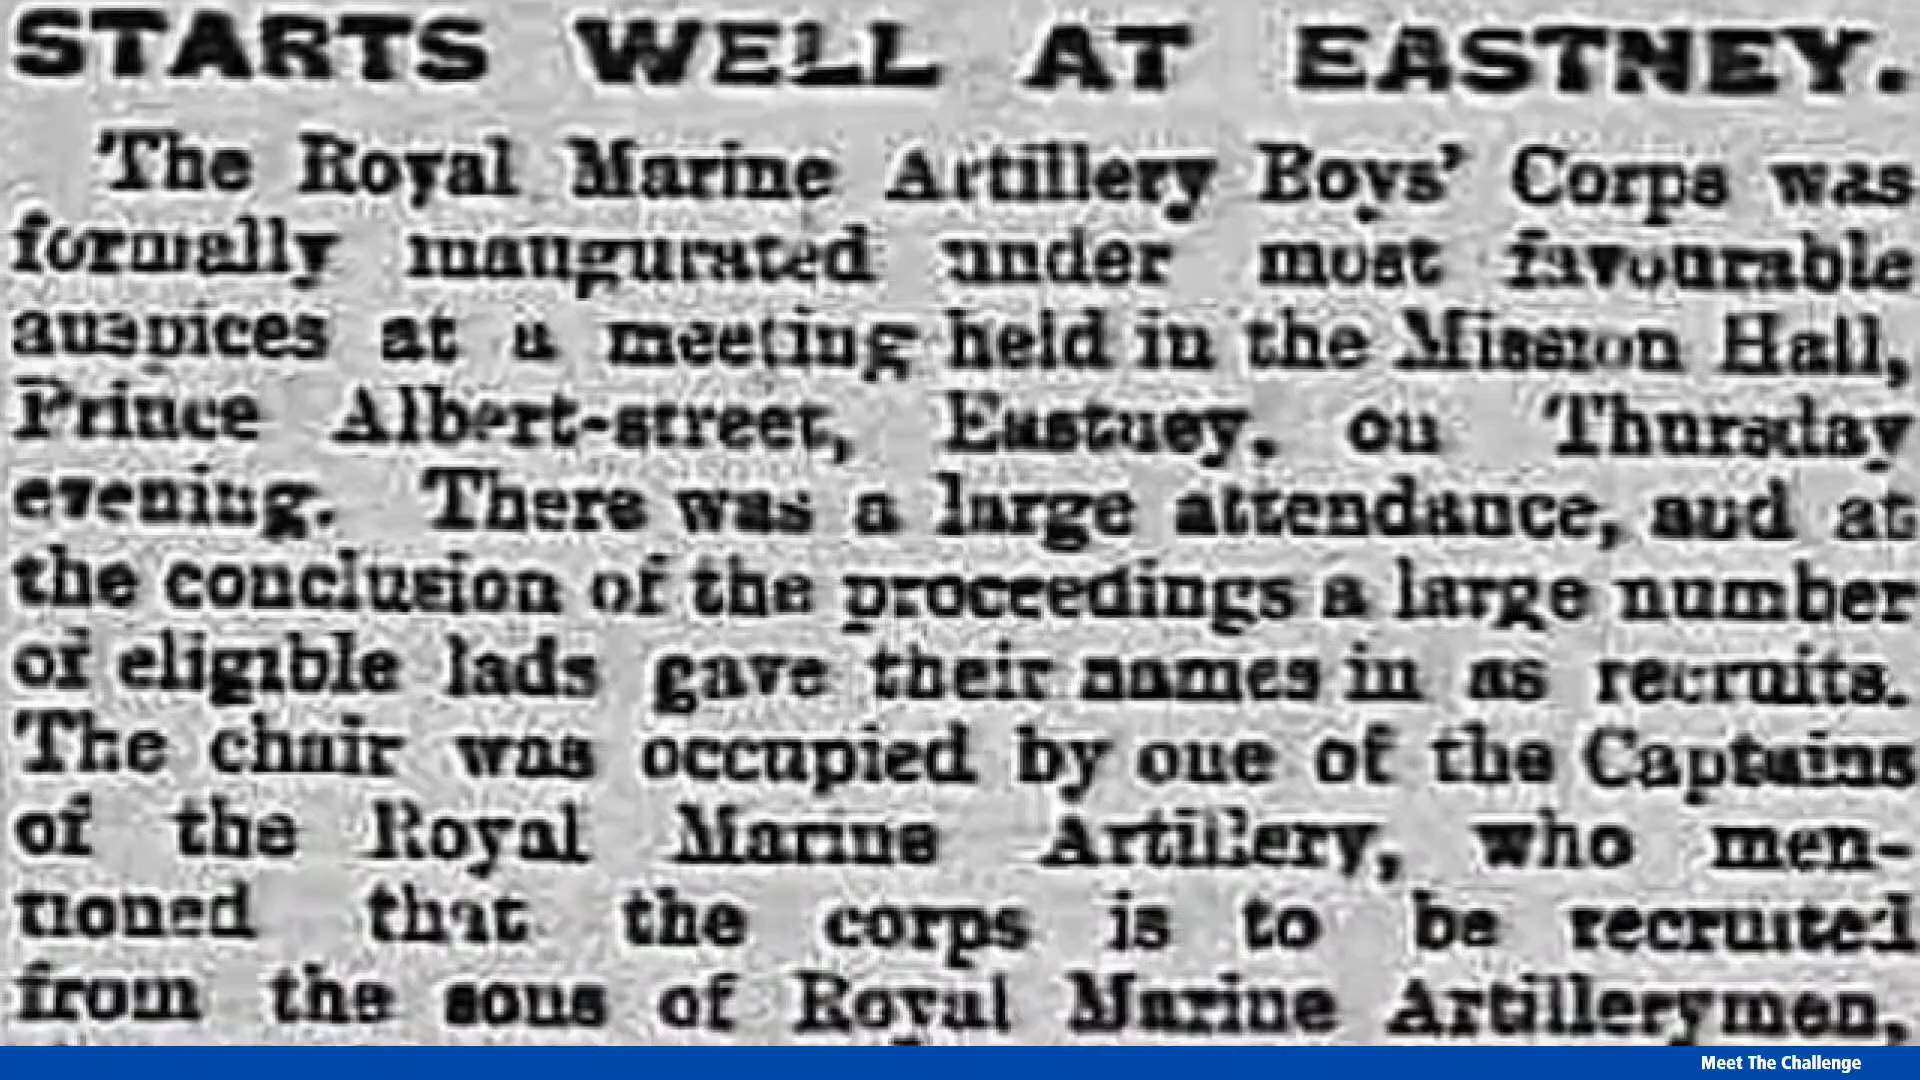 STARTS WELL AT EASTNEY.
The Royal Marine Artillery Boys' Corps was
formally inaugurated under most favourable
auspices at a meeting held in the Mission Hall,
Prince Albert-street, Eastney, on Thursday
evening. There was a large attendance, and at
the conclusion of the proceedings a large number
of eligible lads gave their names in as recruits.
The chair was occupied by one of the Captains
of the Royal Marine Artillery, who men-
tioned that the corps is to be recruited
from the sons of Royal Marine Artillerymen,
Meet The Challenge